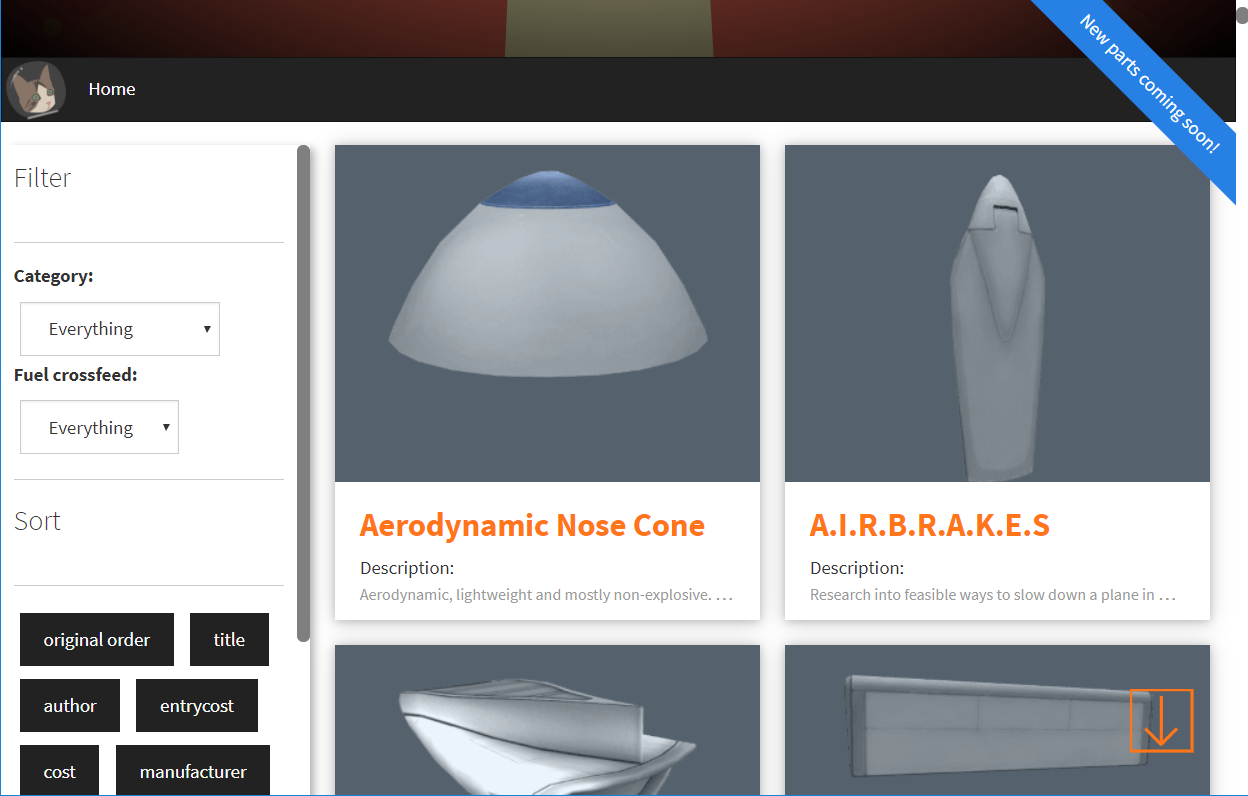 Home
New parts coming soon!
Filter
Category:
Everything
Fuel crossfeed:
Everything
Sort
original order
title
author
entrycost
cost
manufacturer
Aerodynamic Nose Cone
Description:
Aerodynamic, lightweight and mostly non-explosive. ...
A.I.R.B.R.A.K.E.S
Description:
Research into feasible ways to slow down a plane in ...